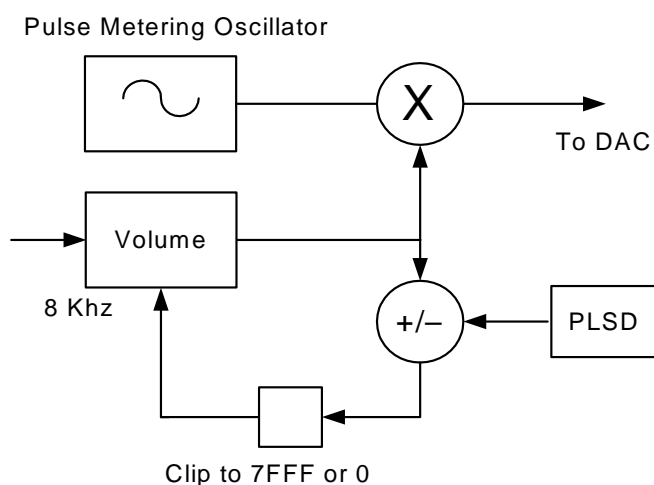 Pulse Metering Oscillator
X
To DAC
Volume
8 Khz
+/–
PLSD
Clip to 7FFF or 0